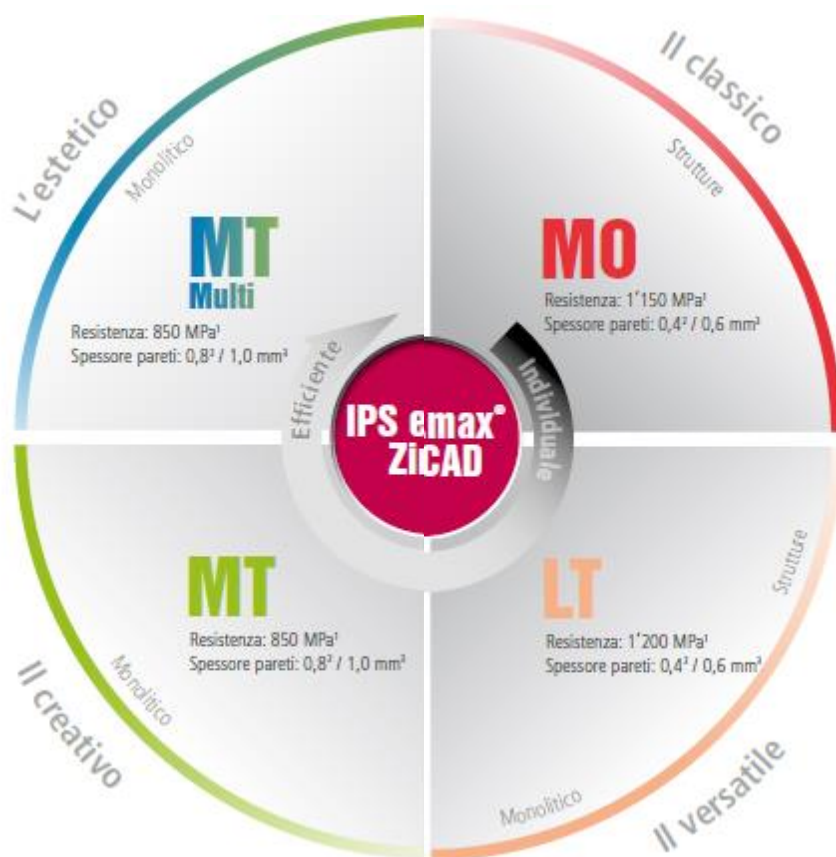 L'estetico
Monolitico
MT
Multi
Resistenza: 850 MPa¹
Spessore pareti: 0,8² / 1,0 mm³
Il classico
Strutture
MO
Resistenza: 1'150 MPa¹
Spessore pareti: 0,4² / 0,6 mm³
Efficiente
IPS e.max®
ZirCAD
Individuale
MT
Resistenza: 850 MPa¹
Spessore pareti: 0,8² / 1,0 mm³
Monolitico
Il creativo
LT
Resistenza: 1'200 MPa¹
Spessore pareti: 0,4² / 0,6 mm³
Strutture
Monolitico
Il versatile